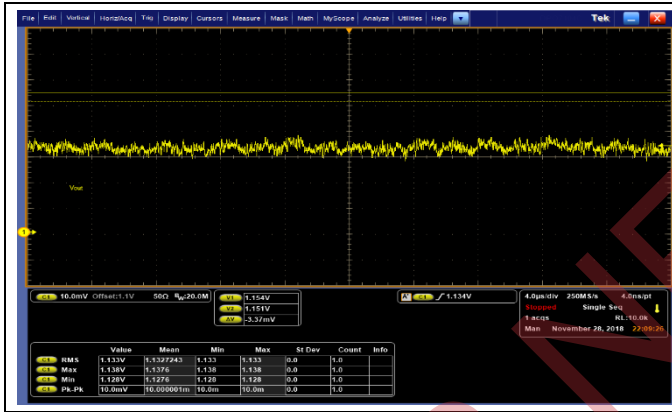 File Edit Vertical Horiz/Acq Trig Display Cursors Measure Mask Math MyScope Analyze Utilities Help Tek
Vout
1
C1 10.0mV Offset:1.1V 50Ω BW:20.0M
V1 1.154V
V2 1.151V
ΔV -3.37mV
A' C1 1.134V
4.0µs/div 250MS/s 4.0ns/pt
Stopped Single Seq
1 acqs RL:10.0k
Man November 28, 2018 22:09:26
Value Mean Min Max St Dev Count Info
C1 RMS 1.133V 1.1327243 1.133 1.133 0.0 1.0
C1 Max 1.138V 1.1376 1.138 1.138 0.0 1.0
C1 Min 1.128V 1.1276 1.128 1.128 0.0 1.0
C1 Pk-Pk 10.0mV 10.000001m 10.0m 10.0m 0.0 1.0